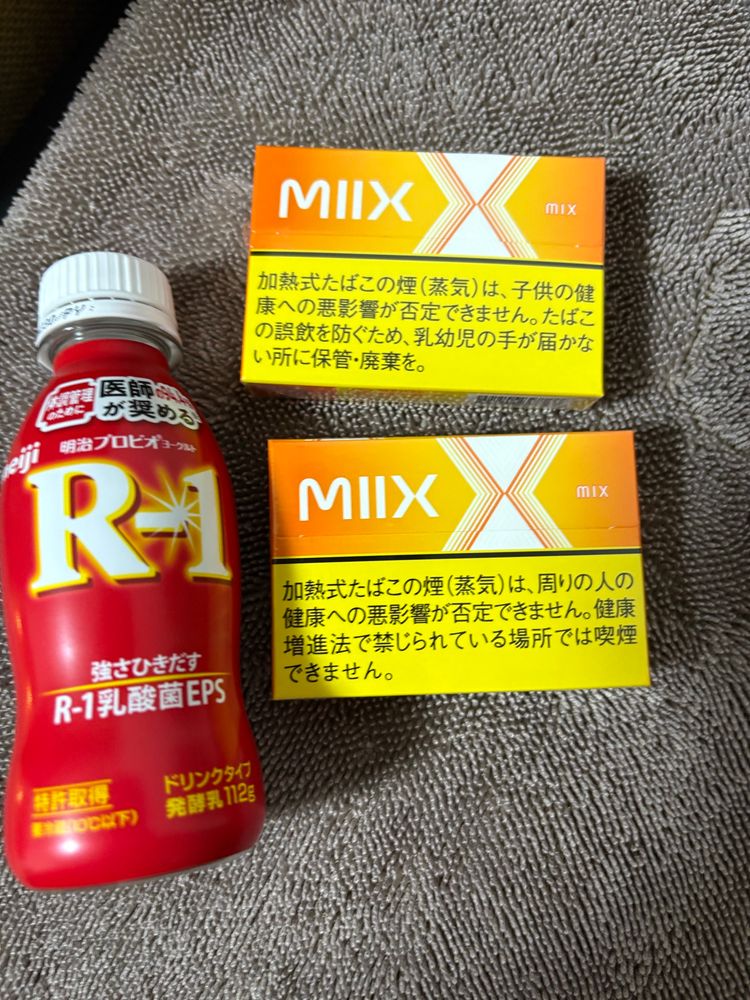 体調管理
のために
医師の94.2%
が奨める
meiji
明治プロビオヨーグルト
R-1
強さひきだす
R-1乳酸菌EPS
特許取得
ドリンクタイプ
発酵乳 112g
要冷蔵(10℃以下)
MIIX
MIX
加熱式たばこの煙(蒸気)は、子供の健
康への悪影響が否定できません。たばこ
の誤飲を防ぐため、乳幼児の手が届かな
い所に保管・廃棄を。
MIIX
MIX
加熱式たばこの煙(蒸気)は、周りの人の
健康への悪影響が否定できません。健康
増進法で禁じられている場所では喫煙
できません。